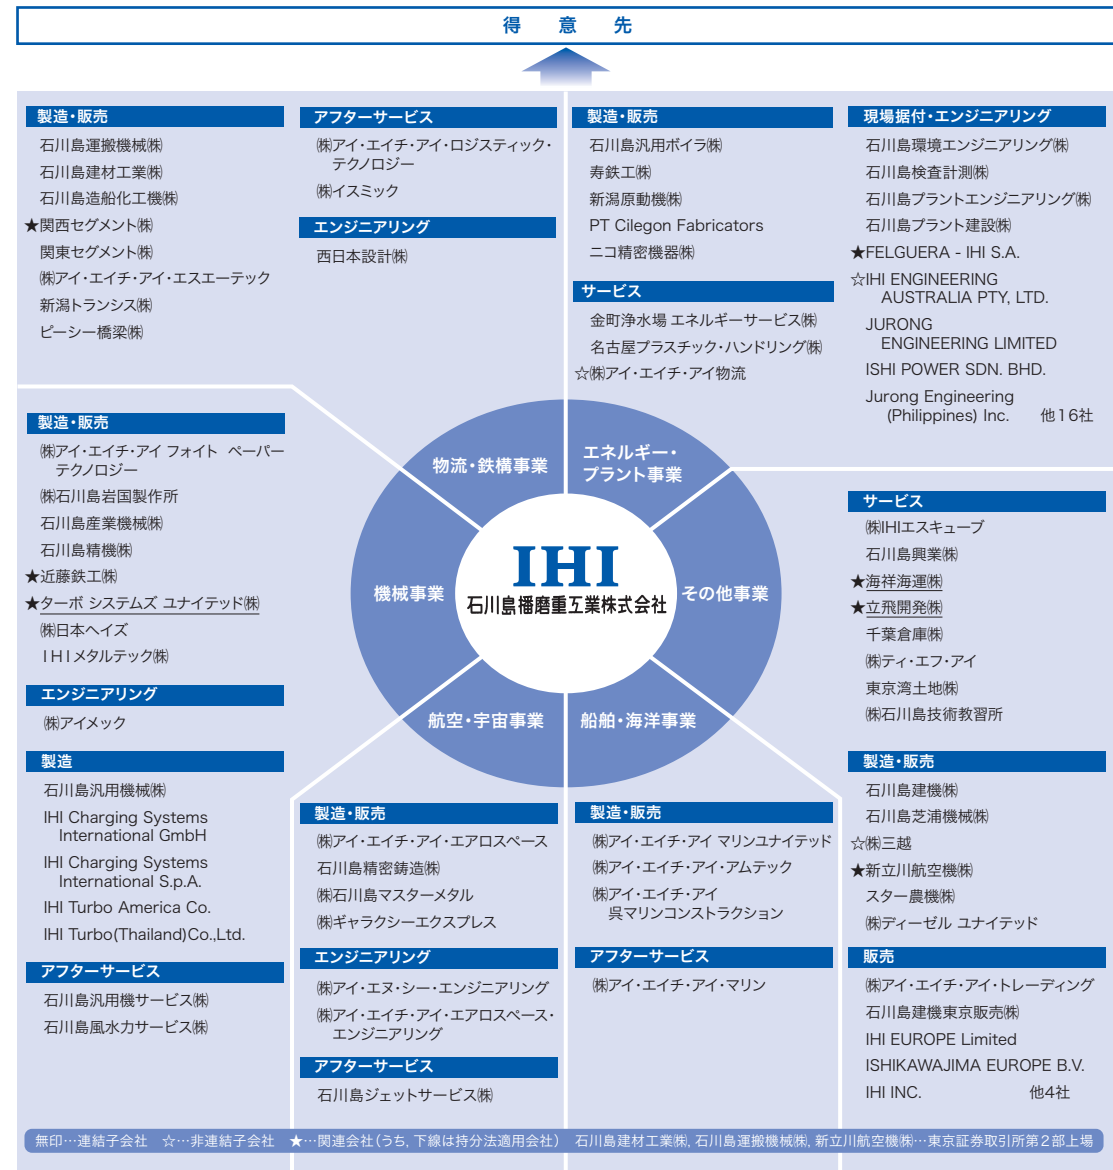 得意先
製造・販売
石川島運搬機械㈱
石川島建材工業㈱
石川島造船化工機㈱
★関西セグメント㈱
関東セグメント㈱
㈱アイ・エイチ・アイ・エスエーテック
新潟トランシス㈱
ピーシー橋梁㈱
アフターサービス
㈱アイ・エイチ・アイ・ロジスティック・
テクノロジー
㈱イスミック
エンジニアリング
西日本設計㈱
製造・販売
石川島汎用ボイラ㈱
寿鉄工㈱
新潟原動機㈱
PT Cilegon Fabricators
ニコ精密機器㈱
サービス
金町浄水場 エネルギーサービス㈱
名古屋プラスチック・ハンドリング㈱
☆㈱アイ・エイチ・アイ物流
現場据付・エンジニアリング
石川島環境エンジニアリング㈱
石川島検査計測㈱
石川島プラントエンジニアリング㈱
石川島プラント建設㈱
★FELGUERA - IHI S.A.
☆IHI ENGINEERING
AUSTRALIA PTY, LTD.
JURONG
ENGINEERING LIMITED
ISHI POWER SDN. BHD.
Jurong Engineering
(Philippines) Inc. 他16社
製造・販売
㈱アイ・エイチ・アイ フォイト ペーパー
テクノロジー
㈱石川島岩国製作所
石川島産業機械㈱
石川島精機㈱
★近藤鉄工㈱
★ターボ システムズ ユナイテッド㈱
㈱日本ヘイズ
IHIメタルテック㈱
エンジニアリング
㈱アイメック
製造
石川島汎用機械㈱
IHI Charging Systems
International GmbH
IHI Charging Systems
International S.p.A.
IHI Turbo America Co.
IHI Turbo(Thailand)Co.,Ltd.
アフターサービス
石川島汎用機サービス㈱
石川島風水力サービス㈱
物流・鉄構事業
エネルギー・
プラント事業
機械事業
IHI
石川島播磨重工業株式会社
その他事業
航空・宇宙事業
船舶・海洋事業
製造・販売
㈱アイ・エイチ・アイ・エアロスペース
石川島精密鋳造㈱
㈱石川島マスターメタル
㈱ギャラクシーエクスプレス
エンジニアリング
㈱アイ・エヌ・シー・エンジニアリング
㈱アイ・エイチ・アイ・エアロスペース・
エンジニアリング
アフターサービス
石川島ジェットサービス㈱
製造・販売
㈱アイ・エイチ・アイ マリンユナイテッド
㈱アイ・エイチ・アイ・アムテック
㈱アイ・エイチ・アイ
呉マリンコンストラクション
アフターサービス
㈱アイ・エイチ・アイ・マリン
サービス
㈱IHIエスキューブ
石川島興業㈱
★海祥海運㈱
★立飛開発㈱
千葉倉庫㈱
㈱ティ・エフ・アイ
東京湾土地㈱
㈱石川島技術教習所
製造・販売
石川島建機㈱
石川島芝浦機械㈱
☆㈱三越
★新立川航空機㈱
スター農機㈱
㈱ディーゼル ユナイテッド
販売
㈱アイ・エイチ・アイ・トレーディング
石川島建機東京販売㈱
IHI EUROPE Limited
ISHIKAWAJIMA EUROPE B.V.
IHI INC. 他4社
無印…連結子会社 ☆…非連結子会社 ★…関連会社(うち, 下線は持分法適用会社) 石川島建材工業㈱, 石川島運搬機械㈱, 新立川航空機㈱…東京証券取引所第2部上場